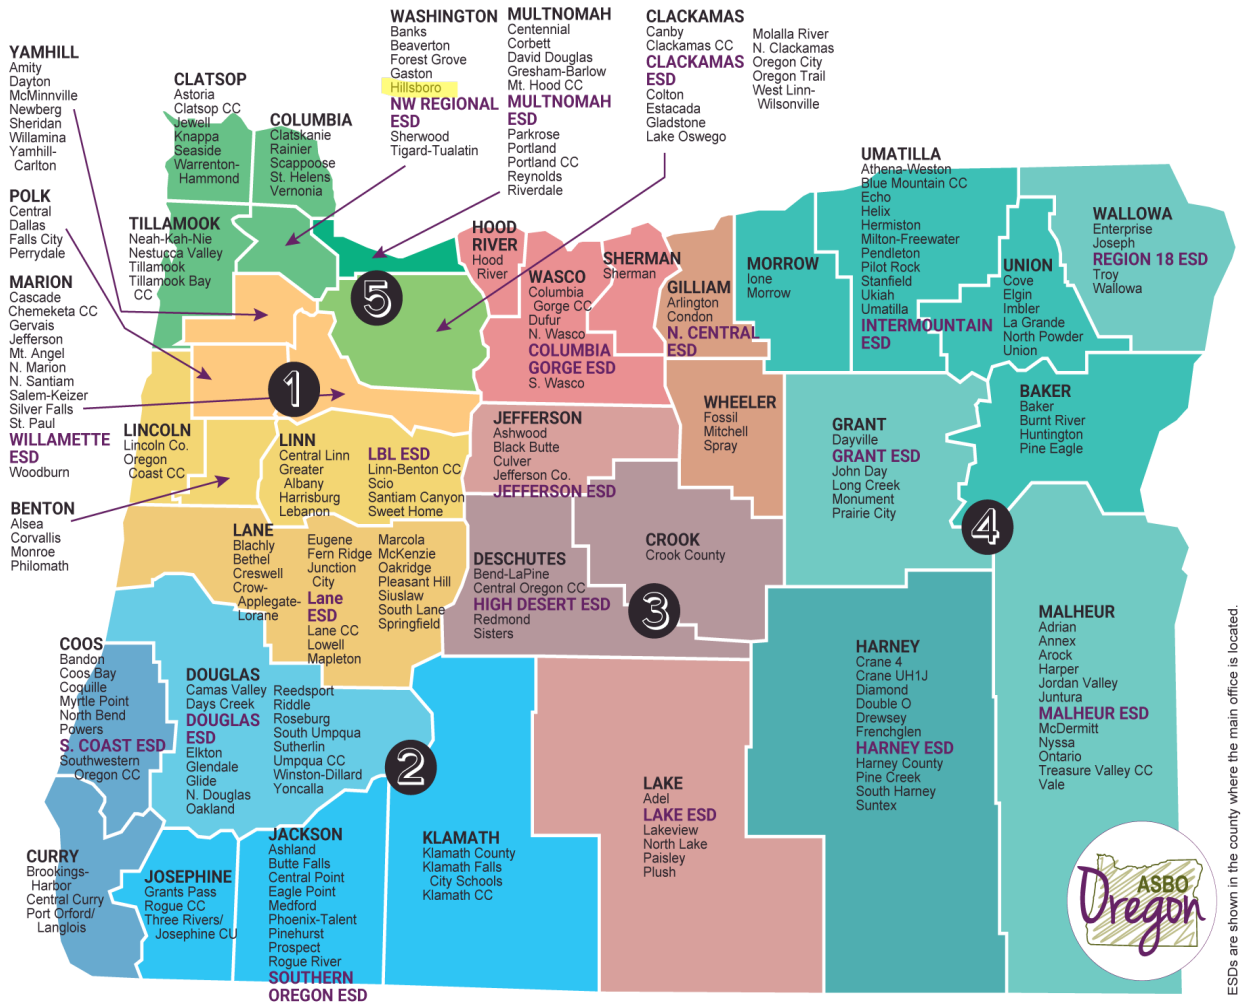 WASHINGTON
Banks
Beaverton
Forest Grove
Gaston
Hillsboro
NW REGIONAL
ESD
Sherwood
Tigard-Tualatin
MULTNOMAH
Centennial
Corbett
David Douglas
Gresham-Barlow
Mt. Hood CC
MULTNOMAH
ESD
Parkrose
Portland
Portland CC
Reynolds
Riverdale
CLACKAMAS
Canby
Clackamas CC
CLACKAMAS
ESD
Colton
Estacada
Gladstone
Lake Oswego
Molalla River
N. Clackamas
Oregon City
Oregon Trail
West Linn-
Wilsonville
YAMHILL
Amity
Dayton
McMinnville
Newberg
Sheridan
Willamina
Yamhill-
Carlton
CLATSOP
Astoria
Clatsop CC
Jewell
Knappa
Seaside
Warrenton-
Hammond
COLUMBIA
Clatskanie
Rainier
Scappoose
St. Helens
Vernonia
POLK
Central
Dallas
Falls City
Perrydale
TILLAMOOK
Neah-Kah-Nie
Nestucca Valley
Tillamook
Tillamook Bay
CC
MARION
Cascade
Chemeketa CC
Gervais
Jefferson
Mt. Angel
N. Marion
N. Santiam
Salem-Keizer
Silver Falls
St. Paul
WILLAMETTE
ESD
Woodburn
HOOD
RIVER
Hood
River
WASCO
Columbia
Gorge CC
Dufur
N. Wasco
COLUMBIA
GORGE ESD
S. Wasco
SHERMAN
Sherman
GILLIAM
Arlington
Condon
N. CENTRAL
ESD
MORROW
Ione
Morrow
UMATILLA
Athena-Weston
Blue Mountain CC
Echo
Helix
Hermiston
Milton-Freewater
Pendleton
Pilot Rock
Stanfield
Ukiah
Umatilla
INTERMOUNTAIN
ESD
UNION
Cove
Elgin
Imbler
La Grande
North Powder
Union
WALLOWA
Enterprise
Joseph
REGION 18 ESD
Troy
Wallowa
5
1
LINCOLN
Lincoln Co.
Oregon
Coast CC
BENTON
Alsea
Corvallis
Monroe
Philomath
LINN
Central Linn
Greater
Albany
Harrisburg
Lebanon
LBL ESD
Linn-Benton CC
Scio
Santiam Canyon
Sweet Home
JEFFERSON
Ashwood
Black Butte
Culver
Jefferson Co.
JEFFERSON ESD
WHEELER
Fossil
Mitchell
Spray
GRANT
Dayville
GRANT ESD
John Day
Long Creek
Monument
Prairie City
BAKER
Baker
Burnt River
Huntington
Pine Eagle
4
LANE
Blachly
Bethel
Creswell
Crow-
Applegate-
Lorane
Eugene
Fern Ridge
Junction
City
Lane
ESD
Lane CC
Lowell
Mapleton
Marcola
McKenzie
Oakridge
Pleasant Hill
Siuslaw
South Lane
Springfield
DESCHUTES
Bend-LaPine
Central Oregon CC
HIGH DESERT ESD
Redmond
Sisters
CROOK
Crook County
3
COOS
Bandon
Coos Bay
Coquille
Myrtle Point
North Bend
Powers
S. COAST ESD
Southwestern
Oregon CC
DOUGLAS
Camas Valley
Days Creek
DOUGLAS
ESD
Elkton
Glendale
Glide
N. Douglas
Oakland
Reedsport
Riddle
Roseburg
South Umpqua
Sutherlin
Umpqua CC
Winston-Dillard
Yoncalla
2
HARNEY
Crane 4
Crane UH1J
Diamond
Double O
Drewsey
Frenchglen
HARNEY ESD
Harney County
Pine Creek
South Harney
Suntex
MALHEUR
Adrian
Annex
Arock
Harper
Jordan Valley
Juntura
MALHEUR ESD
McDermitt
Nyssa
Ontario
Treasure Valley CC
Vale
LAKE
Adel
LAKE ESD
Lakeview
North Lake
Paisley
Plush
CURRY
Brookings-
Harbor
Central Curry
Port Orford/
Langlois
JOSEPHINE
Grants Pass
Rogue CC
Three Rivers/
Josephine CU
JACKSON
Ashland
Butte Falls
Central Point
Eagle Point
Medford
Phoenix-Talent
Pinehurst
Prospect
Rogue River
SOUTHERN
OREGON ESD
KLAMATH
Klamath County
Klamath Falls
City Schools
Klamath CC
ASBO
Oregon
ESDs are shown in the county where the main office is located.